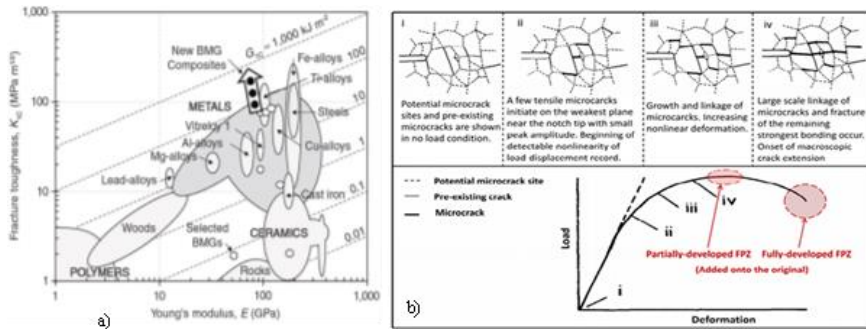 G_IC = 1,000 kJ m⁻²
100
10
0.1
0.01
New BMG
Composites
Fe-alloys
Ti-alloys
METALS
Steels
Vitreloy 1
Al-alloys
Cu-alloys
Mg-alloys
Lead-alloys
Cast iron
Woods
Selected
BMGs
CERAMICS
POLYMERS
Rocks
Fracture toughness, K_IC (MPa m^1/2)
1,000
100
10
1
1
10
100
1,000
Young's modulus, E (GPa)
a)
b)
i
ii
iii
iv
Potential microcrack
sites and pre-existing
microcracks are shown
in no load condition.
A few tensile microcarcks
initiate on the weakest plane
near the notch tip with small
peak amplitude. Beginning of
detectable nonlinearity of
load displacement record.
Growth and linkage of
microcarcks. Increasing
nonlinear deformation.
Large scale linkage of
microcracks and fracture of
the remaining
strongest bonding occur.
Onset of macroscopic
crack extension
Potential microcrack site
Pre-existing crack
Microcrack
Load
Deformation
i
ii
iii
iv
Partially-developed FPZ
(Added onto the original)
Fully-developed FPZ